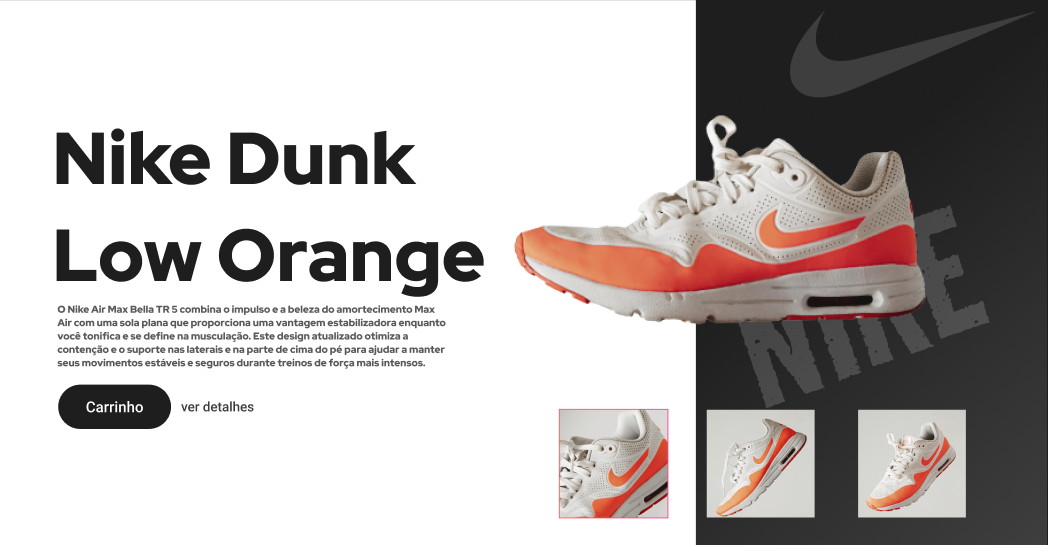 Nike Dunk
Low Orange
O Nike Air Max Bella TR 5 combina o impulso e a beleza do amortecimento Max
Air com uma sola plana que proporciona uma vantagem estabilizadora enquanto
você tonifica e se define na musculação. Este design atualizado otimiza a
contenção e o suporte nas laterais e na parte de cima do pé para ajudar a manter
seus movimentos estáveis e seguros durante treinos de força mais intensos.
Carrinho
ver detalhes
NIKE